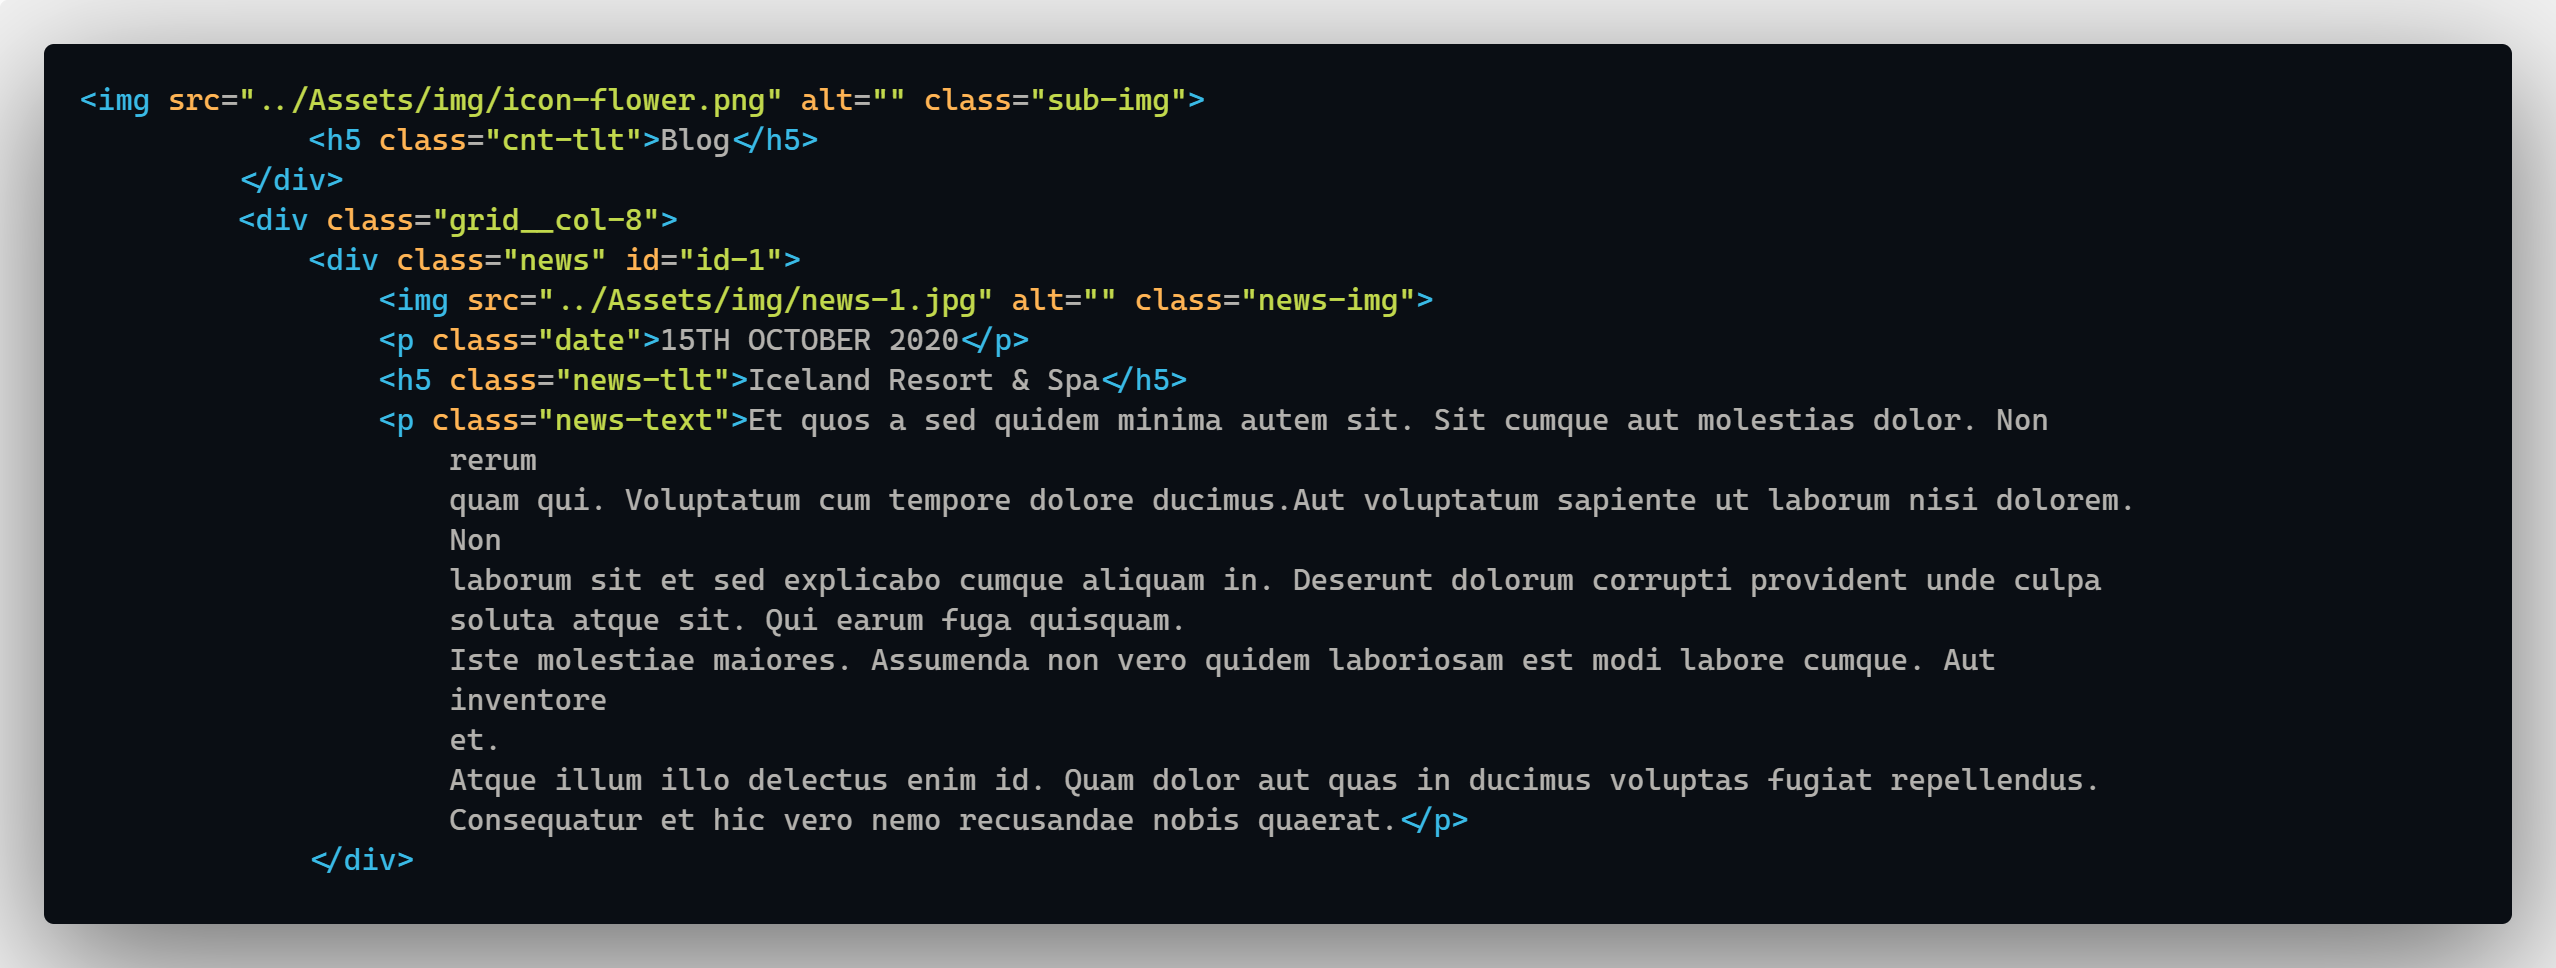 <img src="../Assets/img/icon-flower.png" alt="" class="sub-img">
<h5 class="cnt-tlt">Blog</h5>
</div>
<div class="grid__col-8">
<div class="news" id="id-1">
<img src="../Assets/img/news-1.jpg" alt="" class="news-img">
<p class="date">15TH OCTOBER 2020</p>
<h5 class="news-tlt">Iceland Resort & Spa</h5>
<p class="news-text">Et quos a sed quidem minima autem sit. Sit cumque aut molestias dolor. Non
rerum
quam qui. Voluptatum cum tempore dolore ducimus.Aut voluptatum sapiente ut laborum nisi dolorem.
Non
laborum sit et sed explicabo cumque aliquam in. Deserunt dolorum corrupti provident unde culpa
soluta atque sit. Qui earum fuga quisquam.
Iste molestiae maiores. Assumenda non vero quidem laboriosam est modi labore cumque. Aut
inventore
et.
Atque illum illo delectus enim id. Quam dolor aut quas in ducimus voluptas fugiat repellendus.
Consequatur et hic vero nemo recusandae nobis quaerat.</p>
</div>